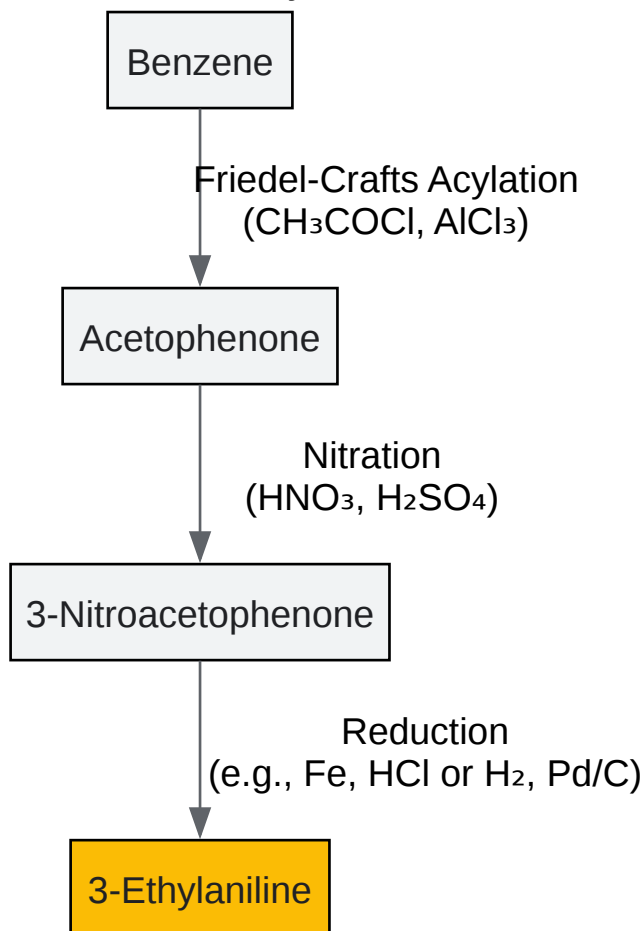 Benzene
Friedel-Crafts Acylation
(CH₃COCl, AlCl₃)
Acetophenone
Nitration
(HNO₃, H₂SO₄)
3-Nitroacetophenone
Reduction
(e.g., Fe, HCl or H₂, Pd/C)
3-Ethylaniline